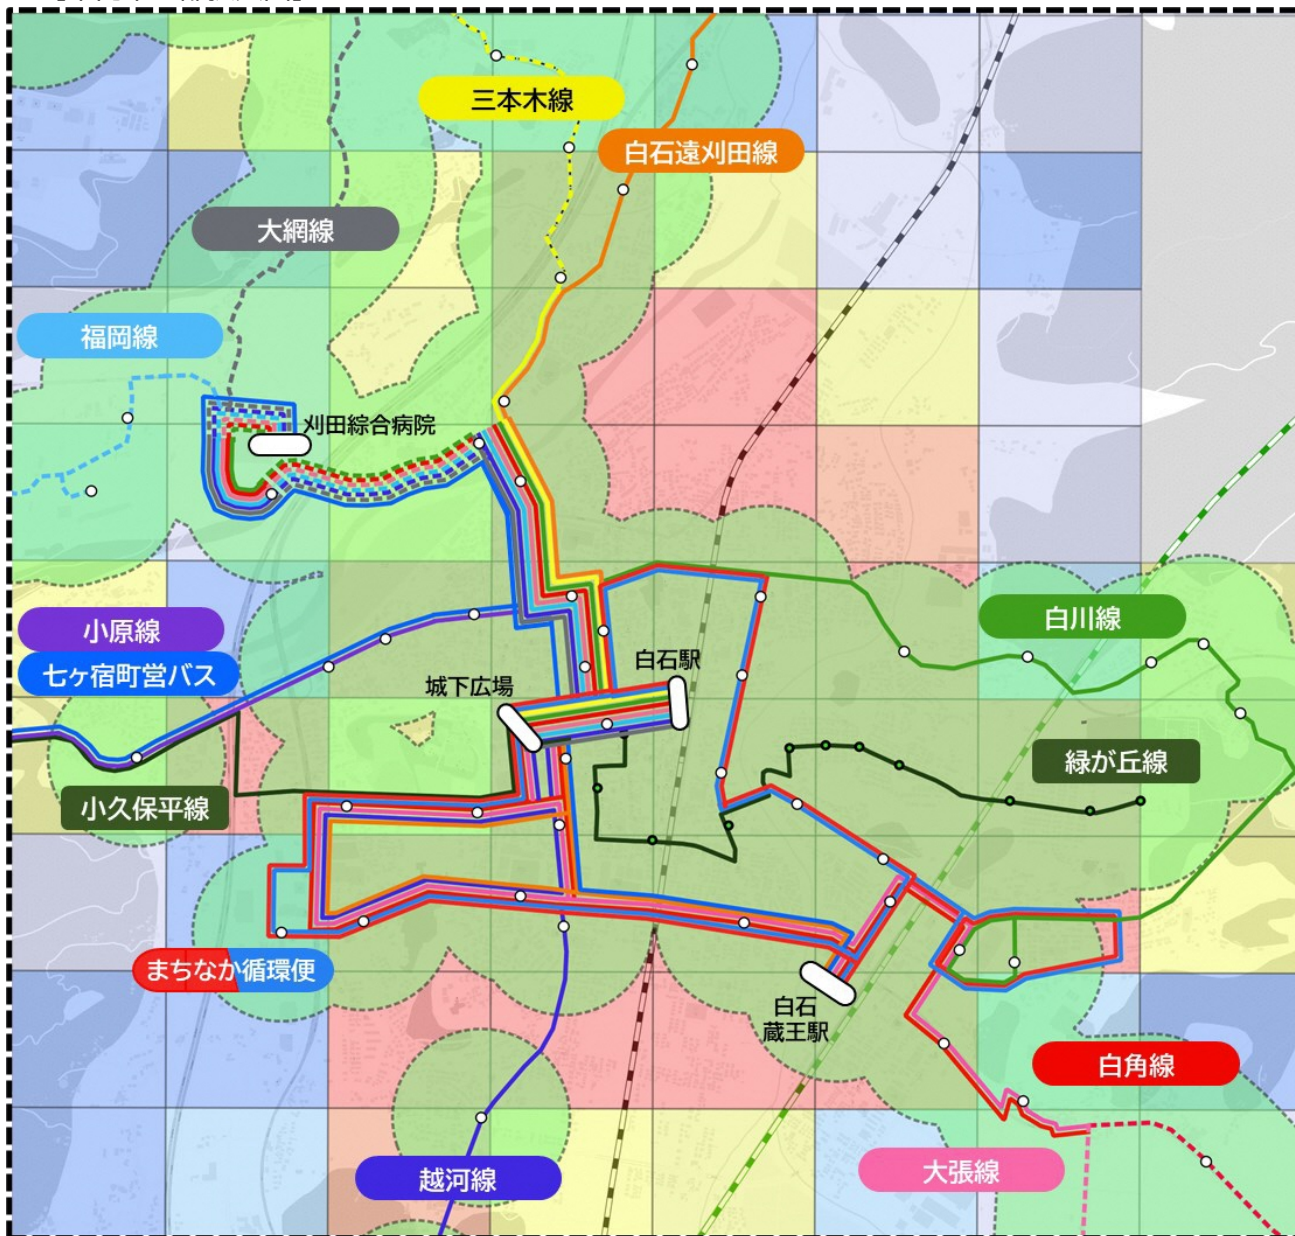 三本木線
白石遠刈田線
大網線
福岡線
刈田綜合病院
小原線
七ヶ宿町営バス
白川線
白石駅
城下広場
緑が丘線
小久保平線
まちなか循環便
白石
蔵王駅
白角線
越河線
大張線